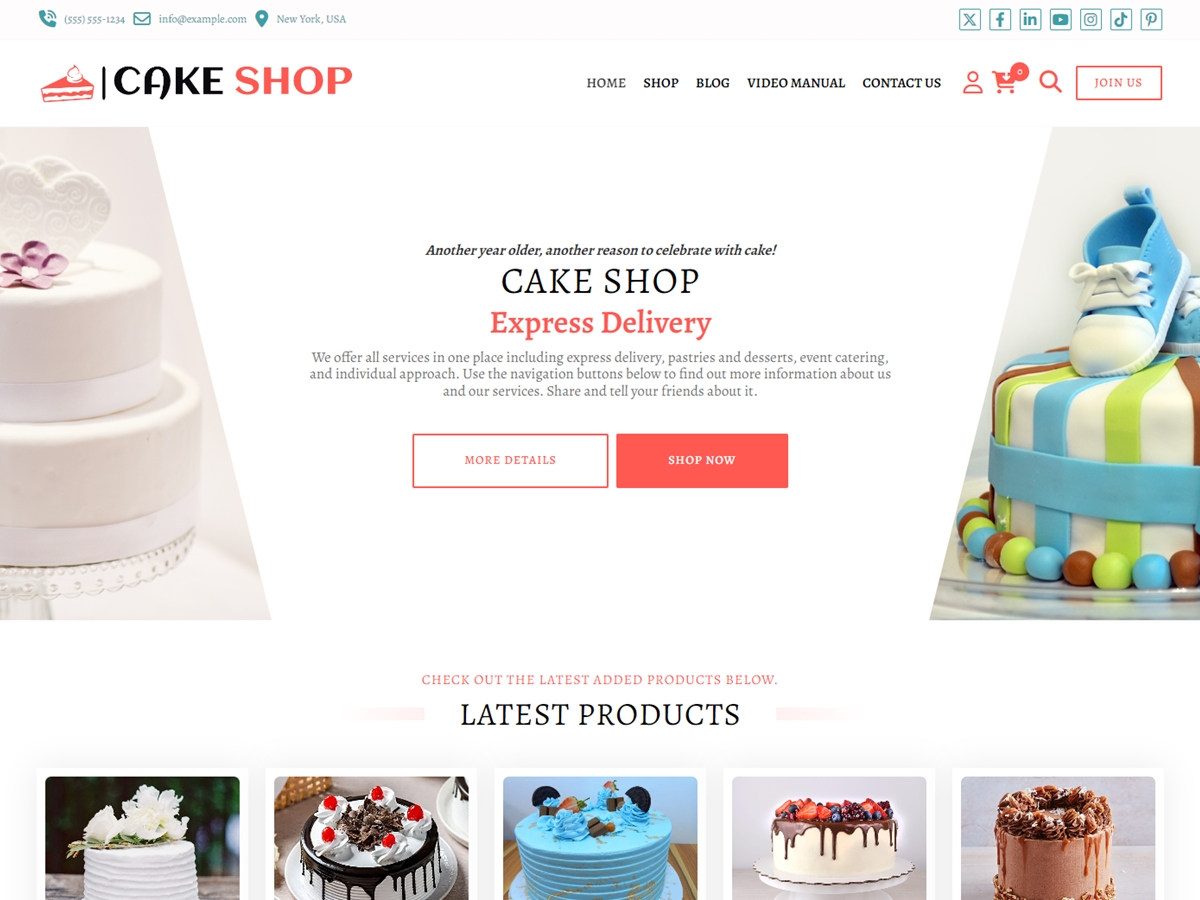 (555) 555-1234 info@example.com New York, USA
CAKE SHOP
HOME SHOP BLOG VIDEO MANUAL CONTACT US 0 JOIN US
Another year older, another reason to celebrate with cake!
CAKE SHOP
Express Delivery
We offer all services in one place including express delivery, pastries and desserts, event catering,
and individual approach. Use the navigation buttons below to find out more information about us
and our services. Share and tell your friends about it.
MORE DETAILS SHOP NOW
CHECK OUT THE LATEST ADDED PRODUCTS BELOW.
LATEST PRODUCTS